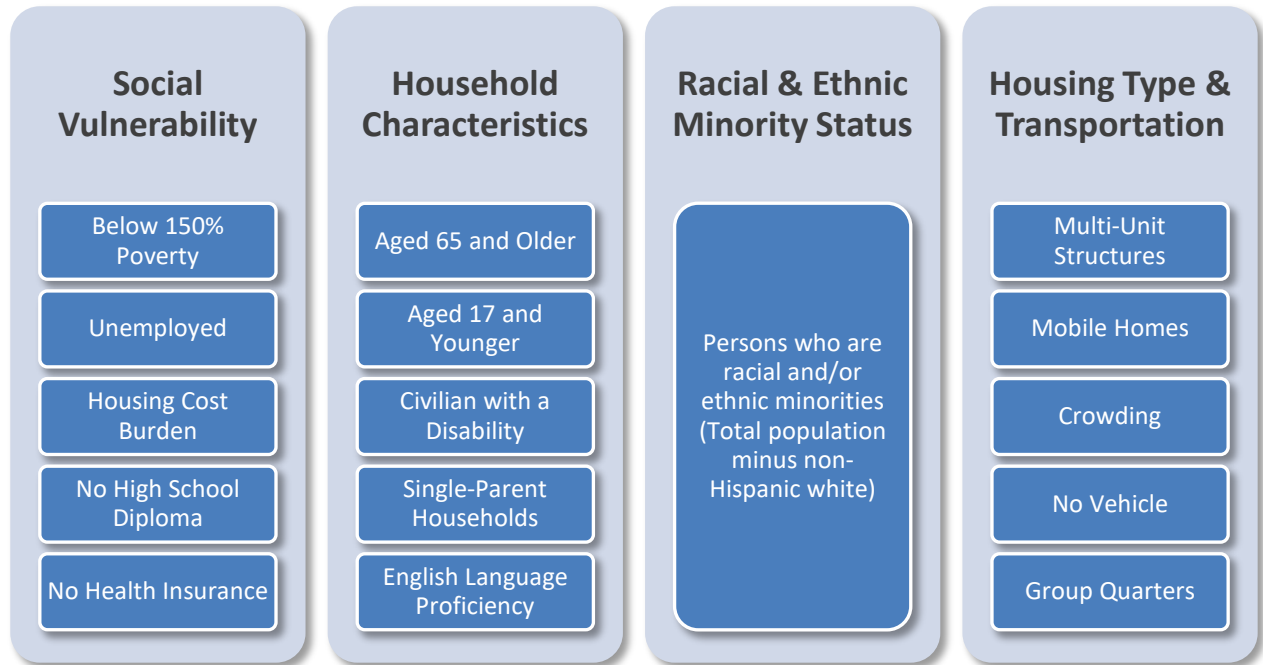 Social
Vulnerability
Below 150%
Poverty
Unemployed
Housing Cost
Burden
No High School
Diploma
No Health Insurance
Household
Characteristics
Aged 65 and Older
Aged 17 and
Younger
Civilian with a
Disability
Single-Parent
Households
English Language
Proficiency
Racial & Ethnic
Minority Status
Persons who are
racial and/or
ethnic minorities
(Total population
minus non-
Hispanic white)
Housing Type &
Transportation
Multi-Unit
Structures
Mobile Homes
Crowding
No Vehicle
Group Quarters